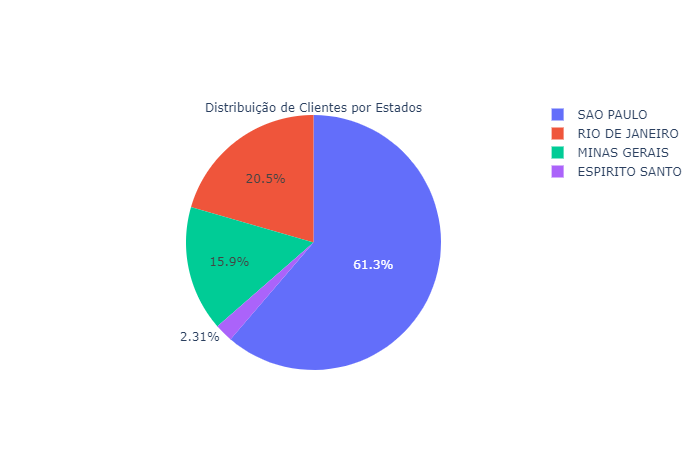 Distribuição de Clientes por Estados
SAO PAULO
RIO DE JANEIRO
MINAS GERAIS
ESPIRITO SANTO
20.5%
15.9%
61.3%
2.31%